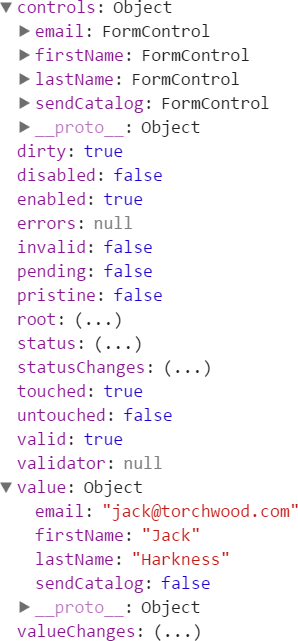 ▼ controls: Object
▶ email: FormControl
▶ firstName: FormControl
▶ lastName: FormControl
▶ sendCatalog: FormControl
▶ __proto__: Object
dirty: true
disabled: false
enabled: true
errors: null
invalid: false
pending: false
pristine: false
root: (...)
status: (...)
statusChanges: (...)
touched: true
untouched: false
valid: true
validator: null
▼ value: Object
email: "jack@torchwood.com"
firstName: "Jack"
lastName: "Harkness"
sendCatalog: false
▶ __proto__: Object
valueChanges: (...)